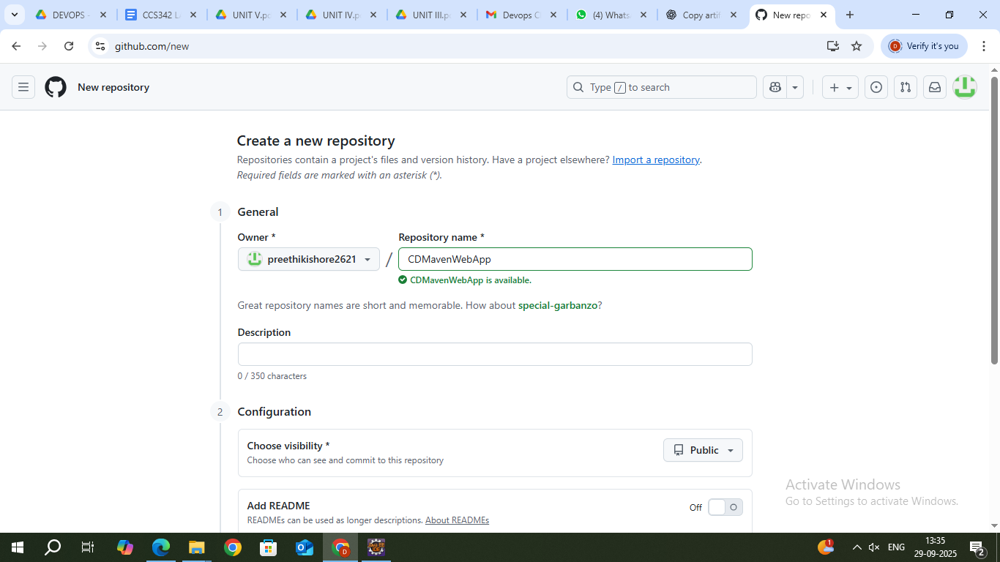 DEVOPS - CCS342 L UNIT V.pd UNIT IV.p UNIT III.p Devops C (4) Whats Copy artif New repo
github.com/new Verify it's you
New repository Type / to search
Create a new repository
Repositories contain a project's files and version history. Have a project elsewhere? Import a repository.
Required fields are marked with an asterisk (*).
1 General
Owner * Repository name *
preethikishore2621 / CDMavenWebApp
CDMavenWebApp is available.
Great repository names are short and memorable. How about special-garbanzo?
Description
0 / 350 characters
2 Configuration
Choose visibility *
Choose who can see and commit to this repository
Public
Activate Windows
Go to Settings to activate Windows.
Add README
READMEs can be used as longer descriptions. About READMEs
Off
1 ENG 13:35
29-09-2025 2